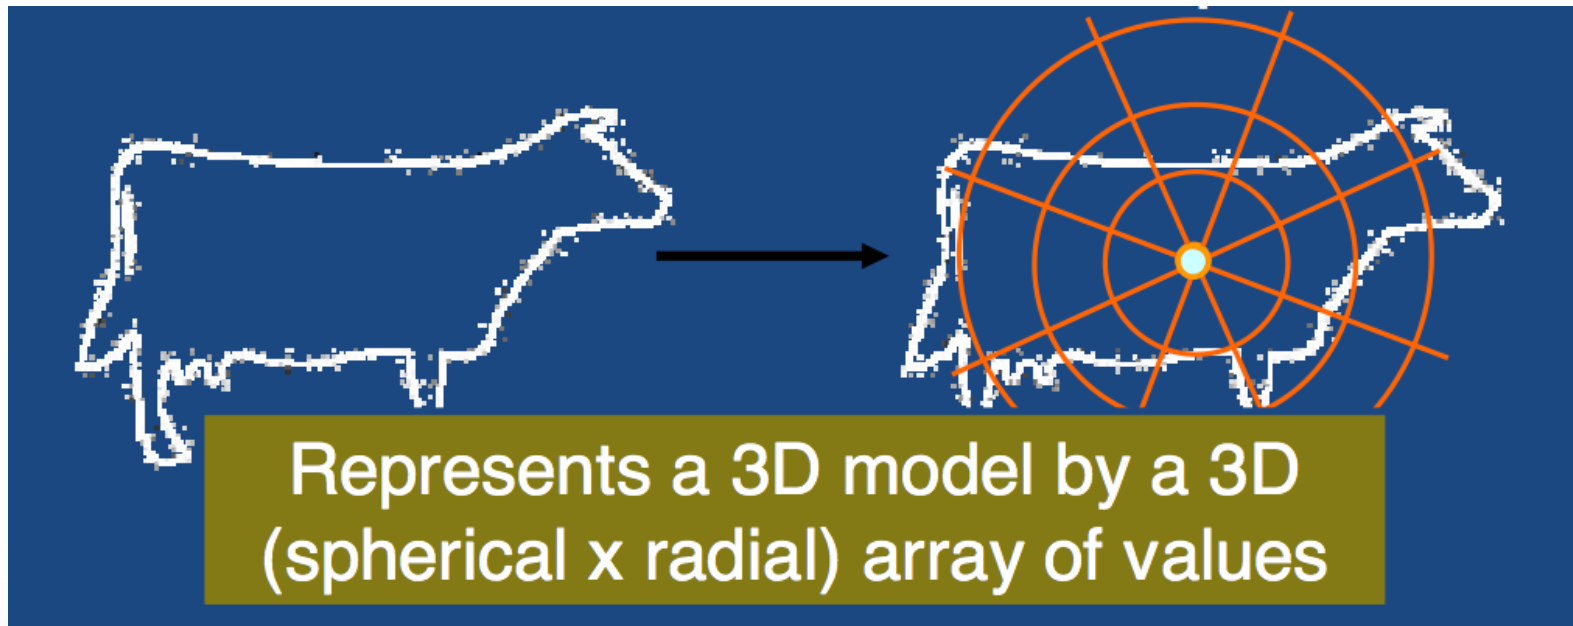 Represents a 3D model by a 3D
(spherical x radial) array of values